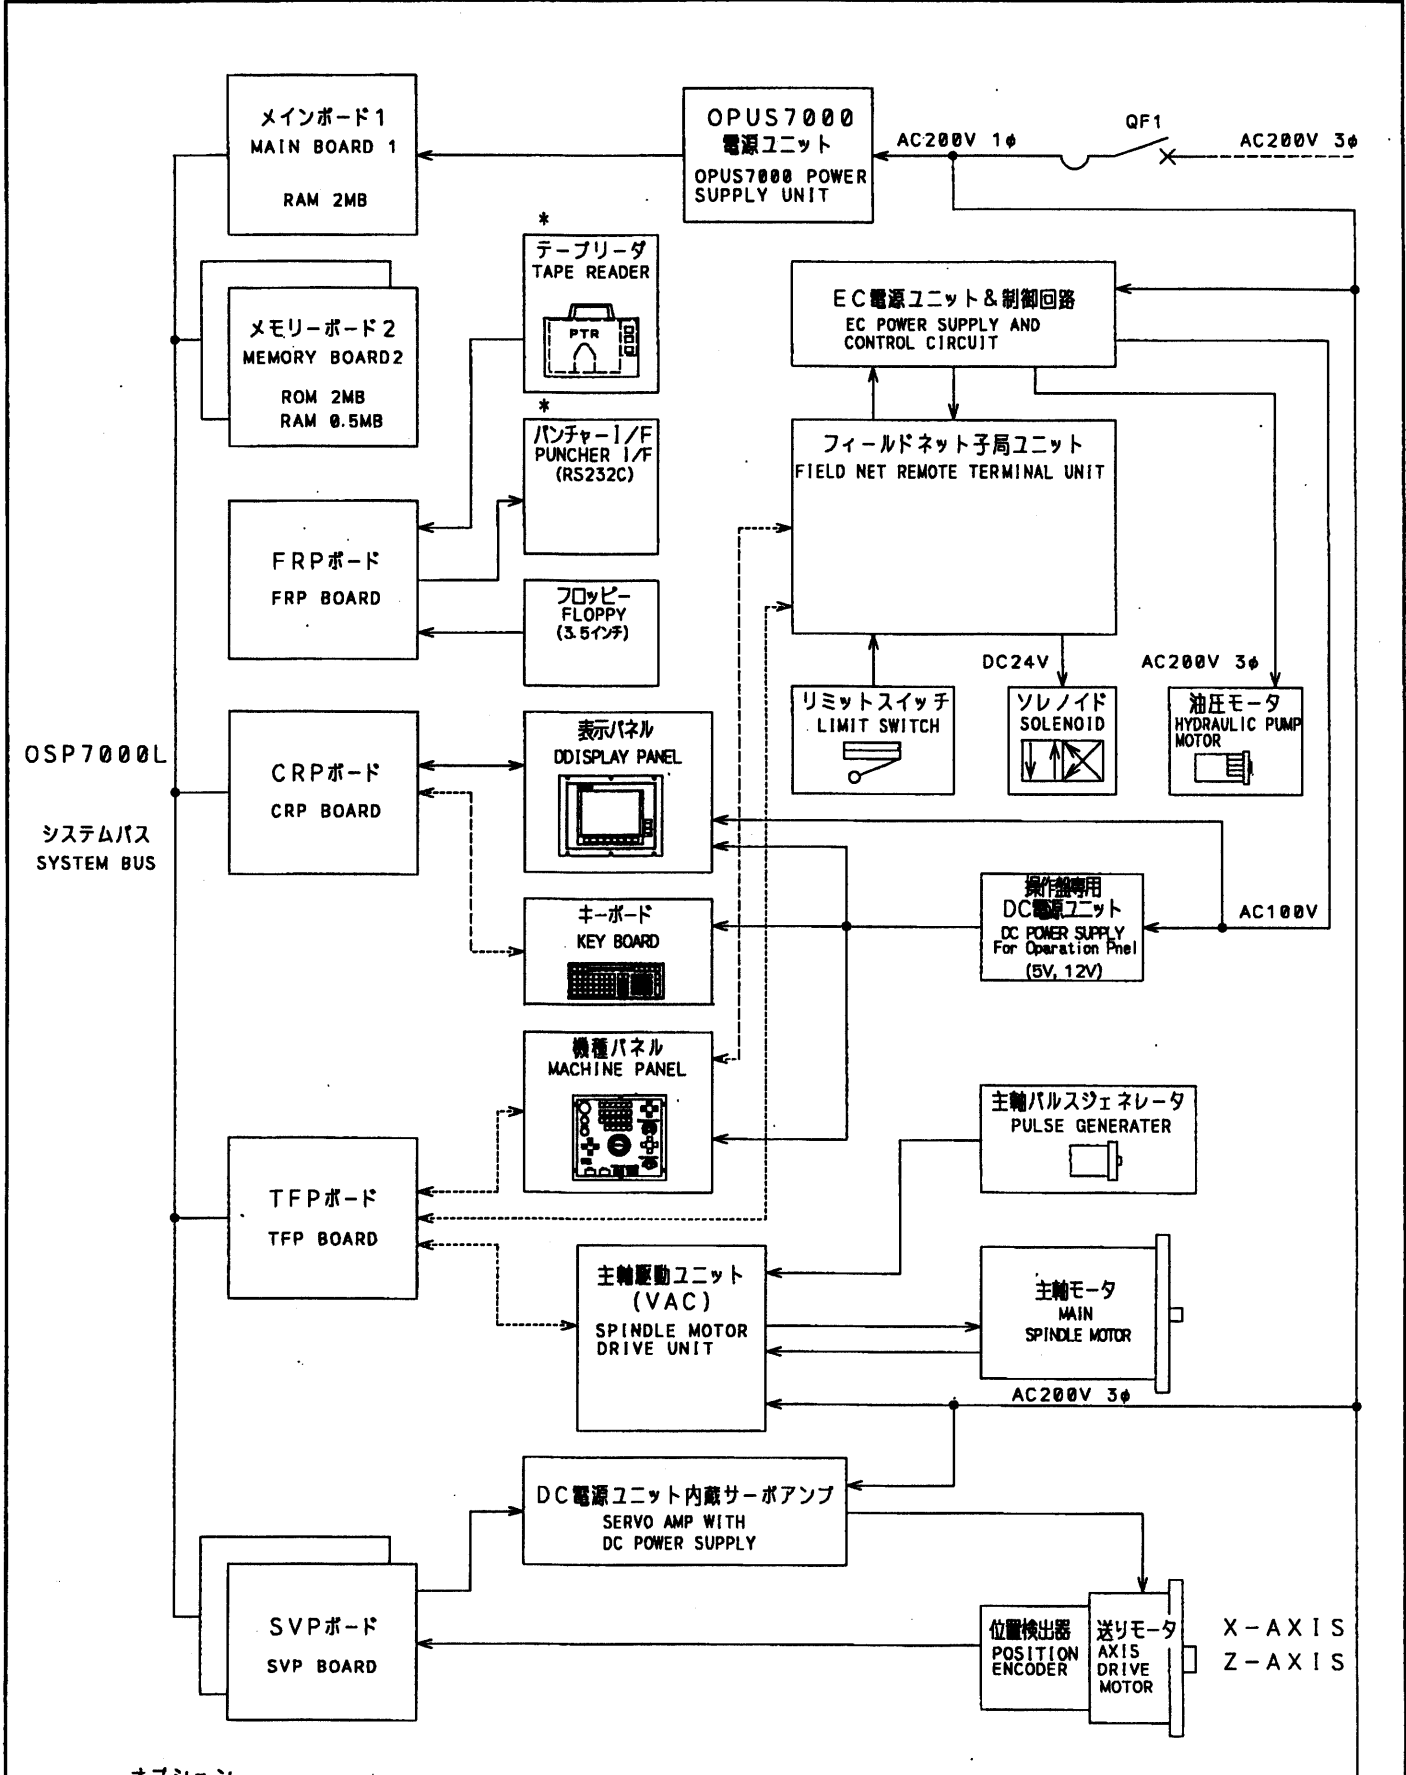 メインボード1
MAIN BOARD 1
RAM 2MB
OPUS7000
電源ユニット
OPUS7000 POWER
SUPPLY UNIT
AC200V 1φ
QF1
AC200V 3φ
*
テープリーダ
TAPE READER
PTR
メモリーボード2
MEMORY BOARD2
ROM 2MB
RAM 0.5MB
EC電源ユニット&制御回路
EC POWER SUPPLY AND
CONTROL CIRCUIT
*
パンチャーI/F
PUNCHER I/F
(RS232C)
フィールドネット子局ユニット
FIELD NET REMOTE TERMINAL UNIT
FRPボード
FRP BOARD
フロッピー
FLOPPY
(3.5インチ)
DC24V
AC200V 3φ
リミットスイッチ
LIMIT SWITCH
ソレノイド
SOLENOID
油圧モータ
HYDRAULIC PUMP
MOTOR
OSP7000L
システムバス
SYSTEM BUS
CRPボード
CRP BOARD
表示パネル
DDISPLAY PANEL
キーボード
KEY BOARD
操作盤専用
DC電源ユニット
DC POWER SUPPLY
For Oparation Pnel
(5V, 12V)
AC100V
機種パネル
MACHINE PANEL
主軸パルスジェネレータ
PULSE GENERATER
TFPボード
TFP BOARD
主軸駆動ユニット
(VAC)
SPINDLE MOTOR
DRIVE UNIT
主軸モータ
MAIN
SPINDLE MOTOR
AC200V 3φ
DC電源ユニット内蔵サーボアンプ
SERVO AMP WITH
DC POWER SUPPLY
SVPボード
SVP BOARD
位置検出器
POSITION
ENCODER
送りモータ
AXIS
DRIVE
MOTOR
X-AXIS
Z-AXIS
オプション